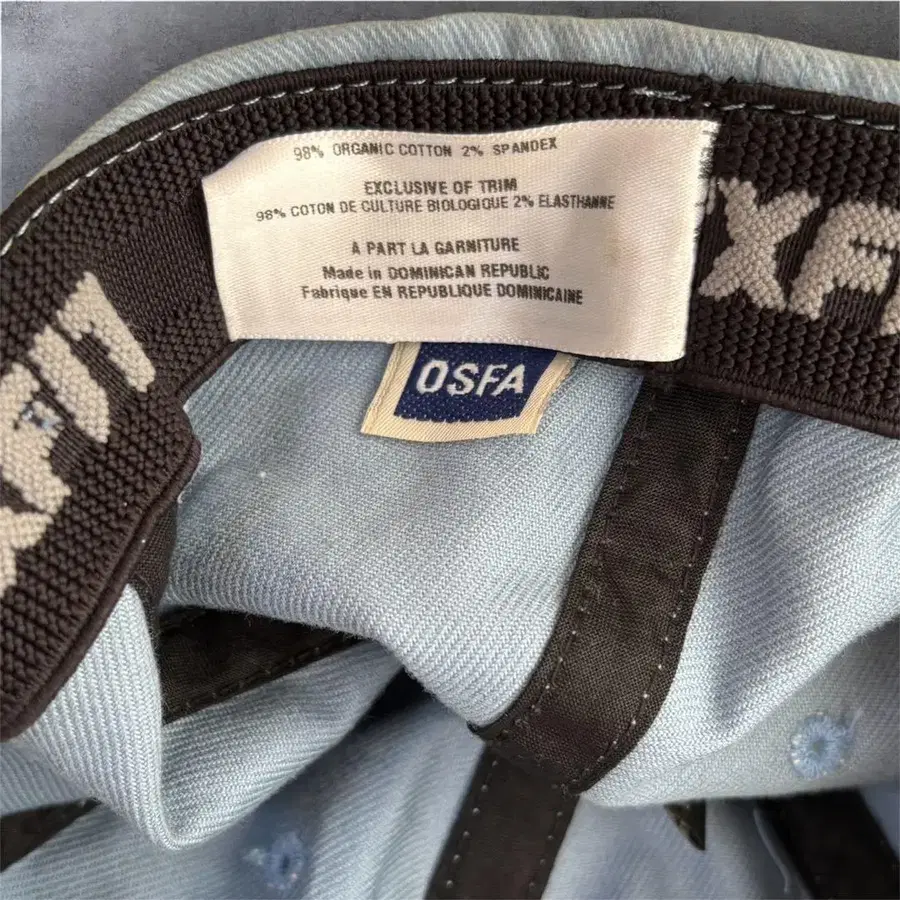 98% ORGANIC COTTON 2% SPANDEX
EXCLUSIVE OF TRIM
98% COTON DE CULTURE BIOLOGIQUE 2% ELASTHANNE
A PART LA GARNITURE
Made in DOMINICAN REPUBLIC
Fabrique EN REPUBLIQUE DOMINICAINE
OSFA